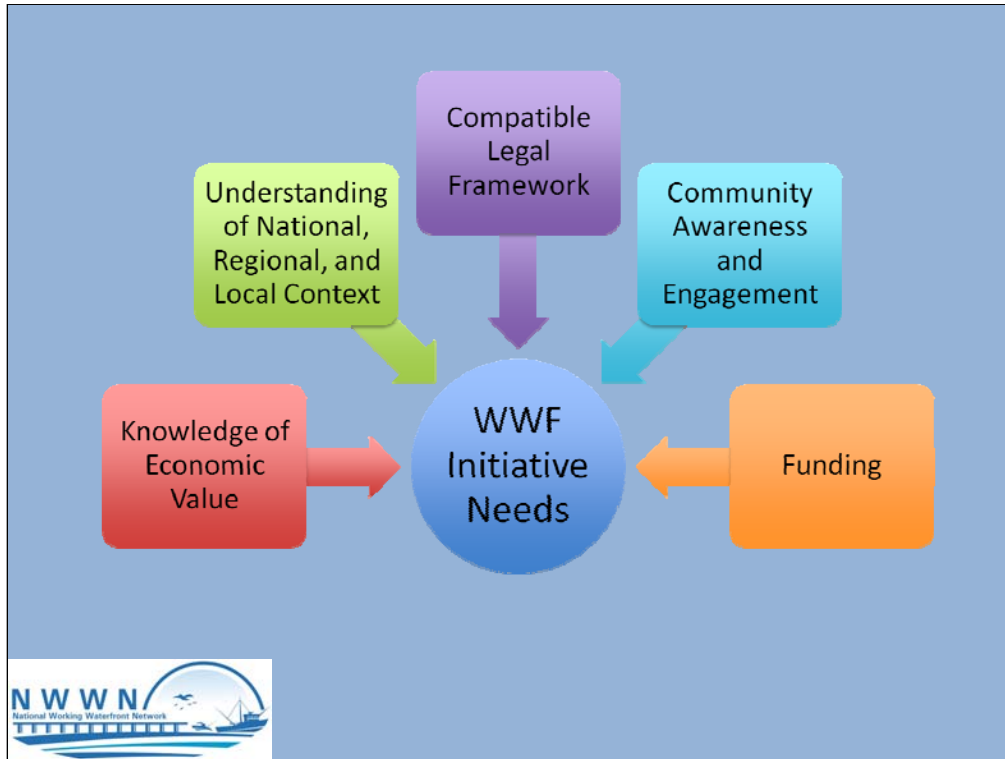 Compatible
Legal
Framework
Understanding
of National,
Regional, and
Local Context
Community
Awareness
and
Engagement
Knowledge of
Economic
Value
WWF
Initiative
Needs
Funding
NWWN
National Working Waterfront Network